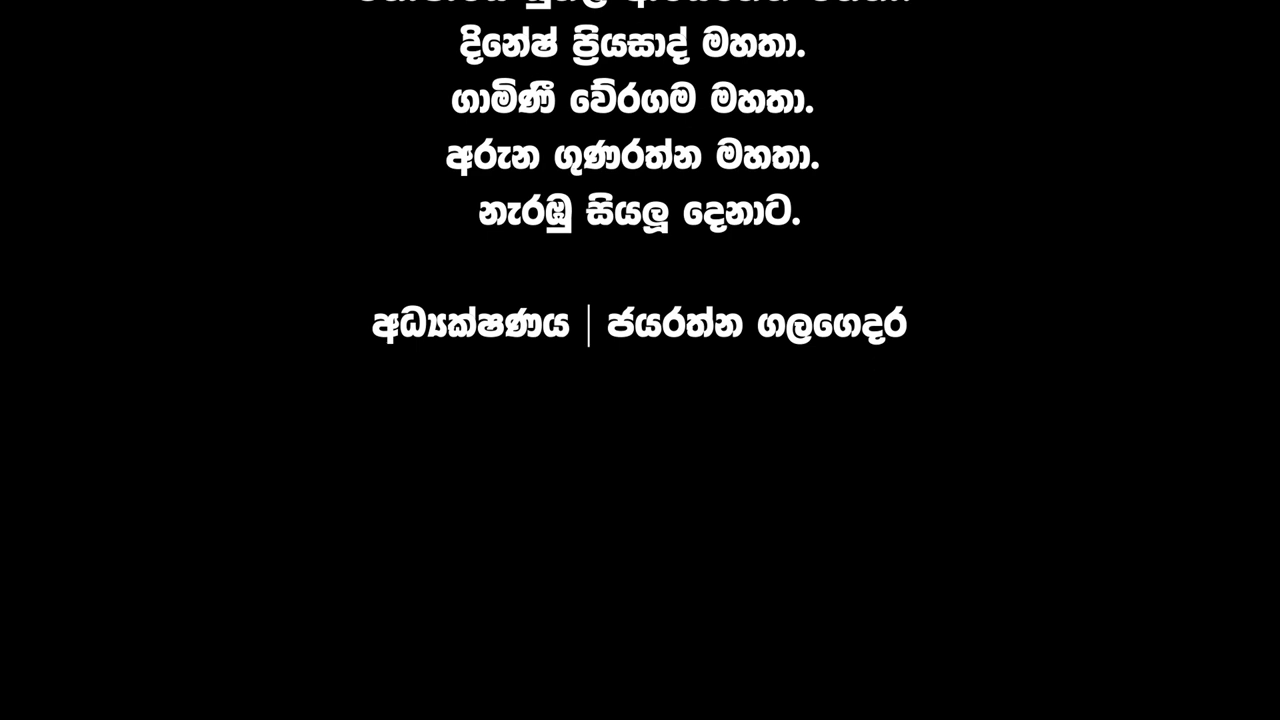 දිනේෂ් ප්‍රියසාද් මහතා.
ගාමිණී වේරගම මහතා.
අරුන ගුණරත්න මහතා.
නැරඹූ සියලූ දෙනාට.
අධ්‍යක්ෂණය | ජයරත්න ගලගෙදර